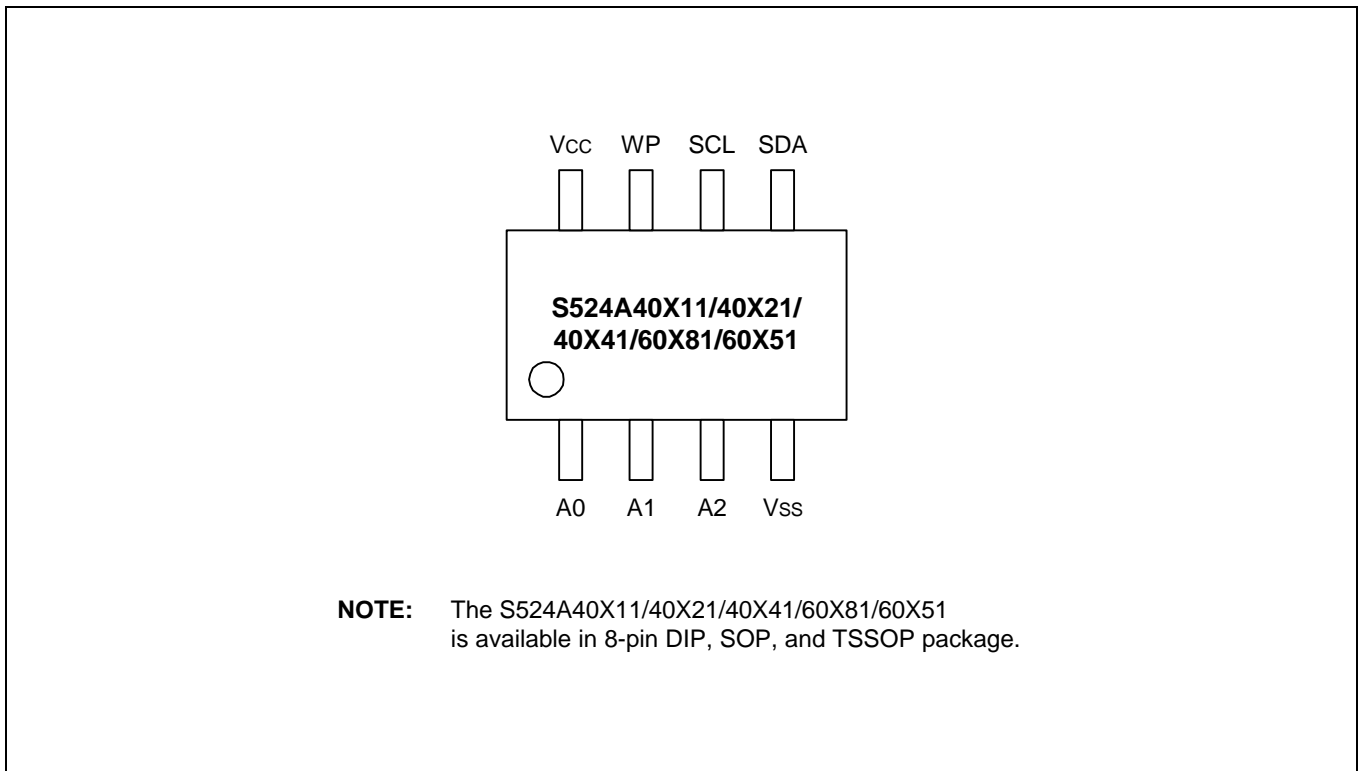 Vcc WP SCL SDA
S524A40X11/40X21/
40X41/60X81/60X51
A0 A1 A2 Vss
NOTE: The S524A40X11/40X21/40X41/60X81/60X51
is available in 8-pin DIP, SOP, and TSSOP package.